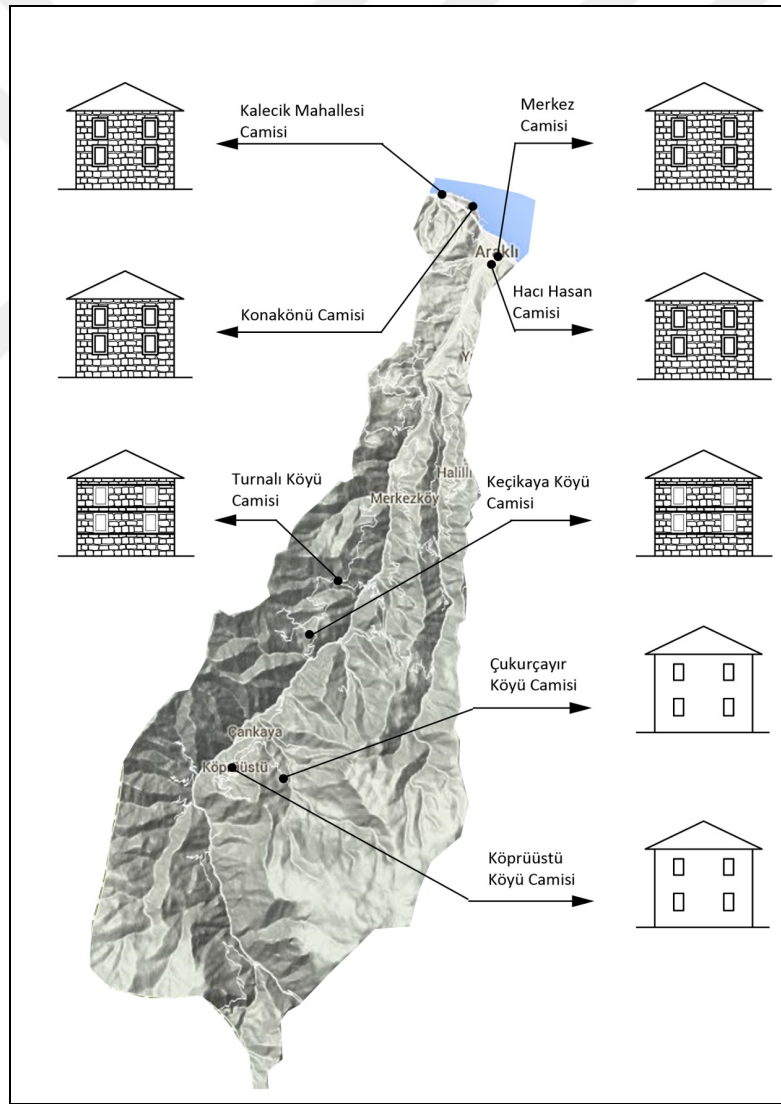 Kalecik Mahallesi
Camisi
Merkez
Camisi
Araklı
Konakönü Camisi
Hacı Hasan
Camisi
Halilli
Turnalı Köyü
Camisi
Merkezköy
Keçikaya Köyü
Camisi
Çukurçayır
Köyü Camisi
Çankaya
Köprüüstü
Köprüüstü
Köyü Camisi